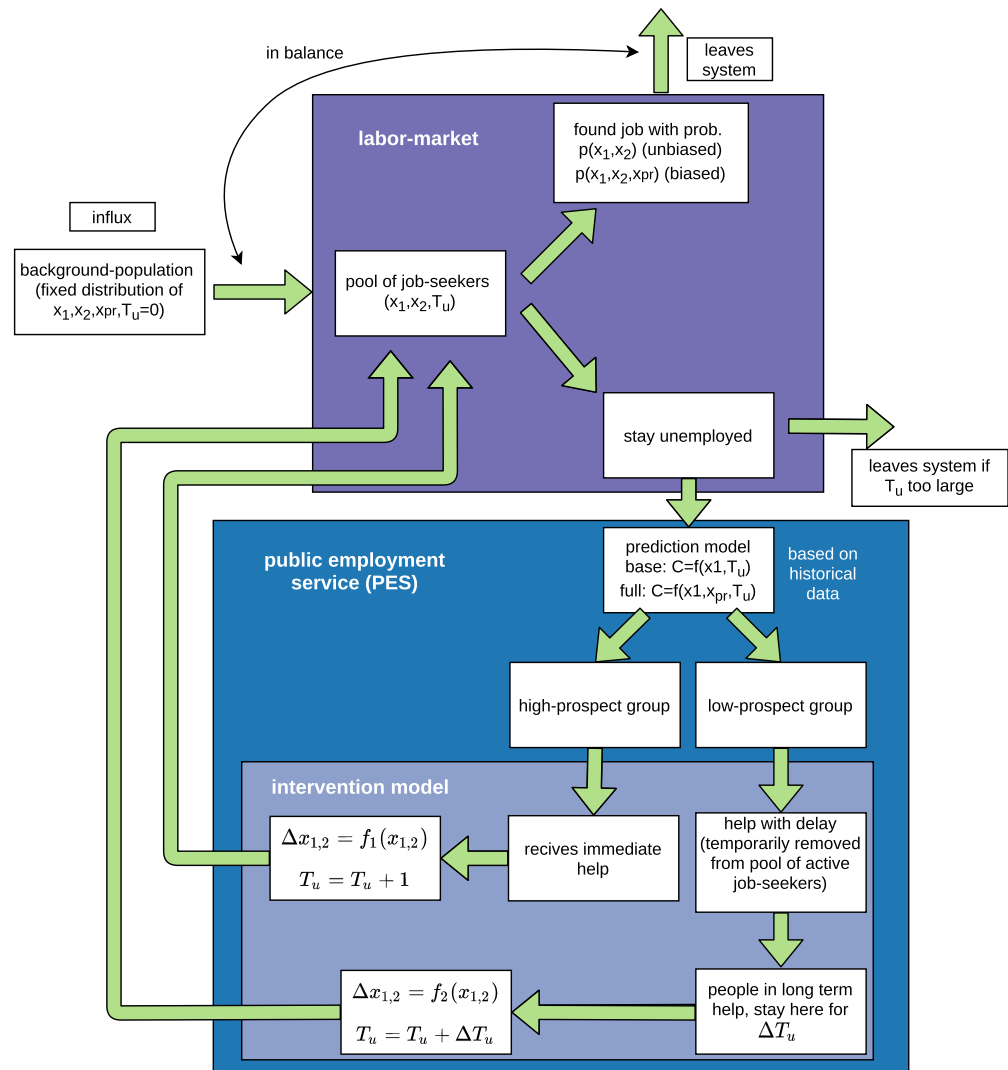 in balance
leaves
system
labor-market
found job with prob.
p(x₁,x₂) (unbiased)
p(x₁,x₂,xpr) (biased)
influx
background-population
(fixed distribution of
x₁,x₂,xpr,Tᵤ=0)
pool of job-seekers
(x₁,x₂,Tᵤ)
stay unemployed
leaves system if
Tᵤ too large
public employment
service (PES)
prediction model
base: C=f(x1,Tᵤ)
full: C=f(x1,xₚᵣ,Tᵤ)
based on
historical
data
high-prospect group
low-prospect group
intervention model
Δx₁,₂ = f₁(x₁,₂)
Tᵤ = Tᵤ + 1
recives immediate
help
help with delay
(temporarily removed
from pool of active
job-seekers)
Δx₁,₂ = f₂(x₁,₂)
Tᵤ = Tᵤ + ΔTᵤ
people in long term
help, stay here for
ΔTᵤ